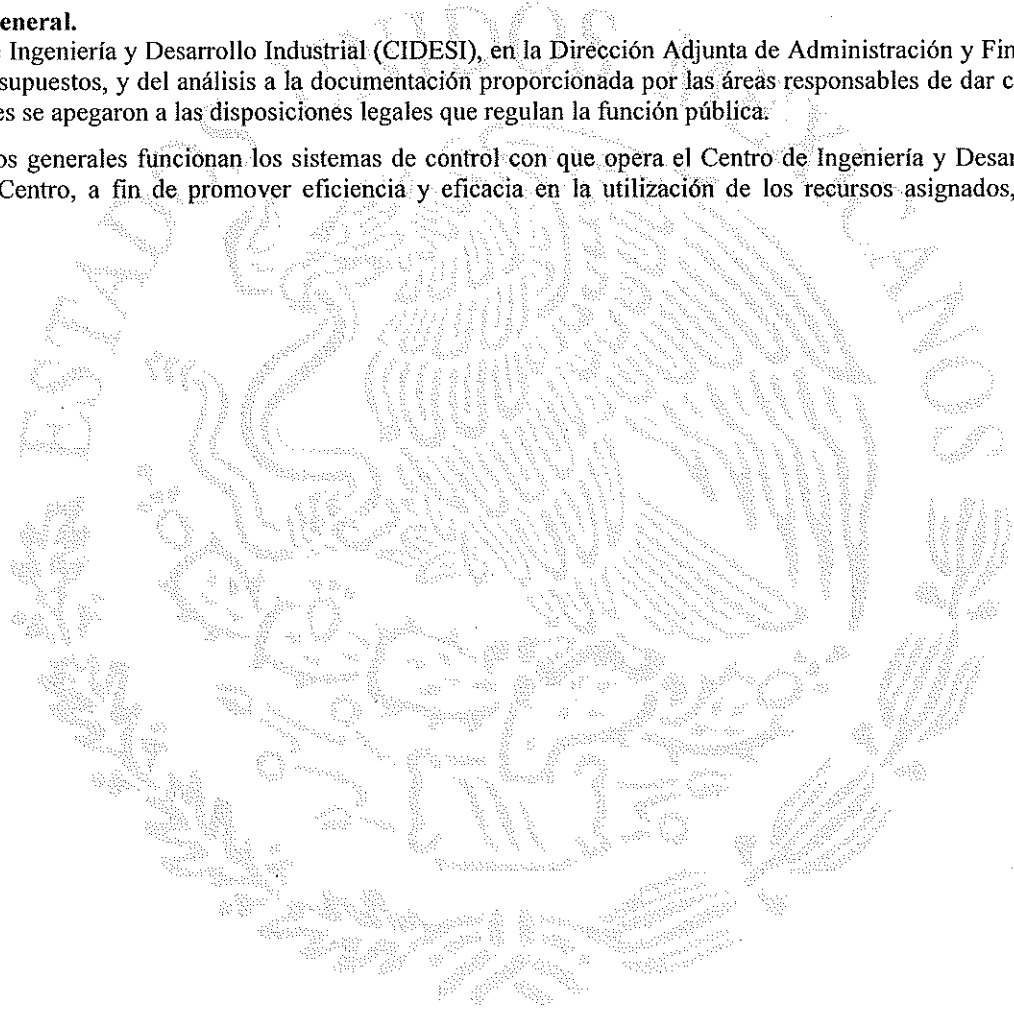 eneral.
Ingeniería y Desarrollo Industrial (CIDESI), en la Dirección Adjunta de Administración y Fin
supuestos, y del análisis a la documentación proporcionada por las áreas responsables de dar c
es se apegaron a las disposiciones legales que regulan la función pública.
os generales funcionan los sistemas de control con que opera el Centro de Ingeniería y Desar
Centro, a fin de promover eficiencia y eficacia en la utilización de los recursos asignados,